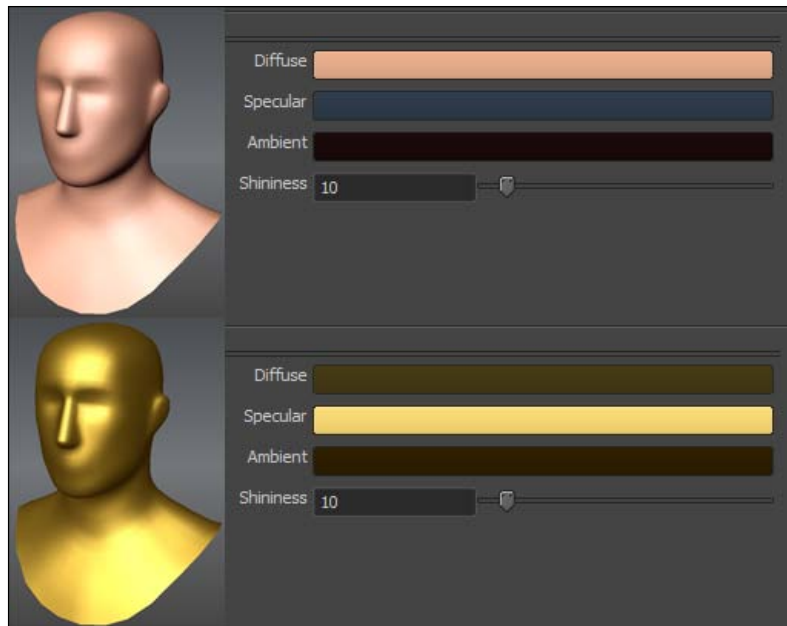 Diffuse
Specular
Ambient
Shininess 10
Diffuse
Specular
Ambient
Shininess 10